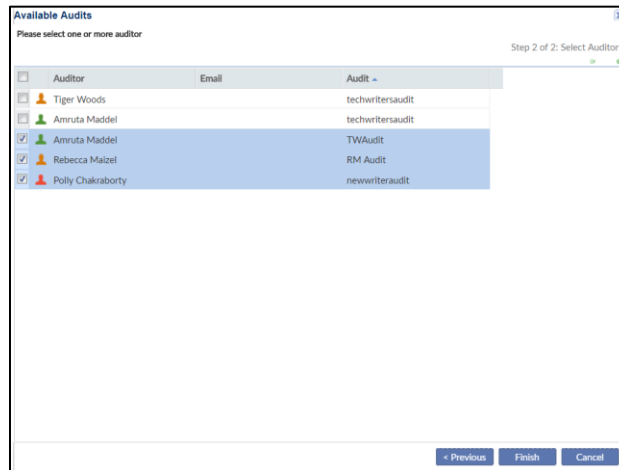 Available Audits
Please select one or more auditor
Step 2 of 2: Select Auditor
Auditor Email Audit
Tiger Woods techwritersaudit
Amruta Maddel techwritersaudit
Amruta Maddel TWAudit
Rebecca Maizel RM Audit
Polly Chakraborty newwriteraudit
< Previous Finish Cancel